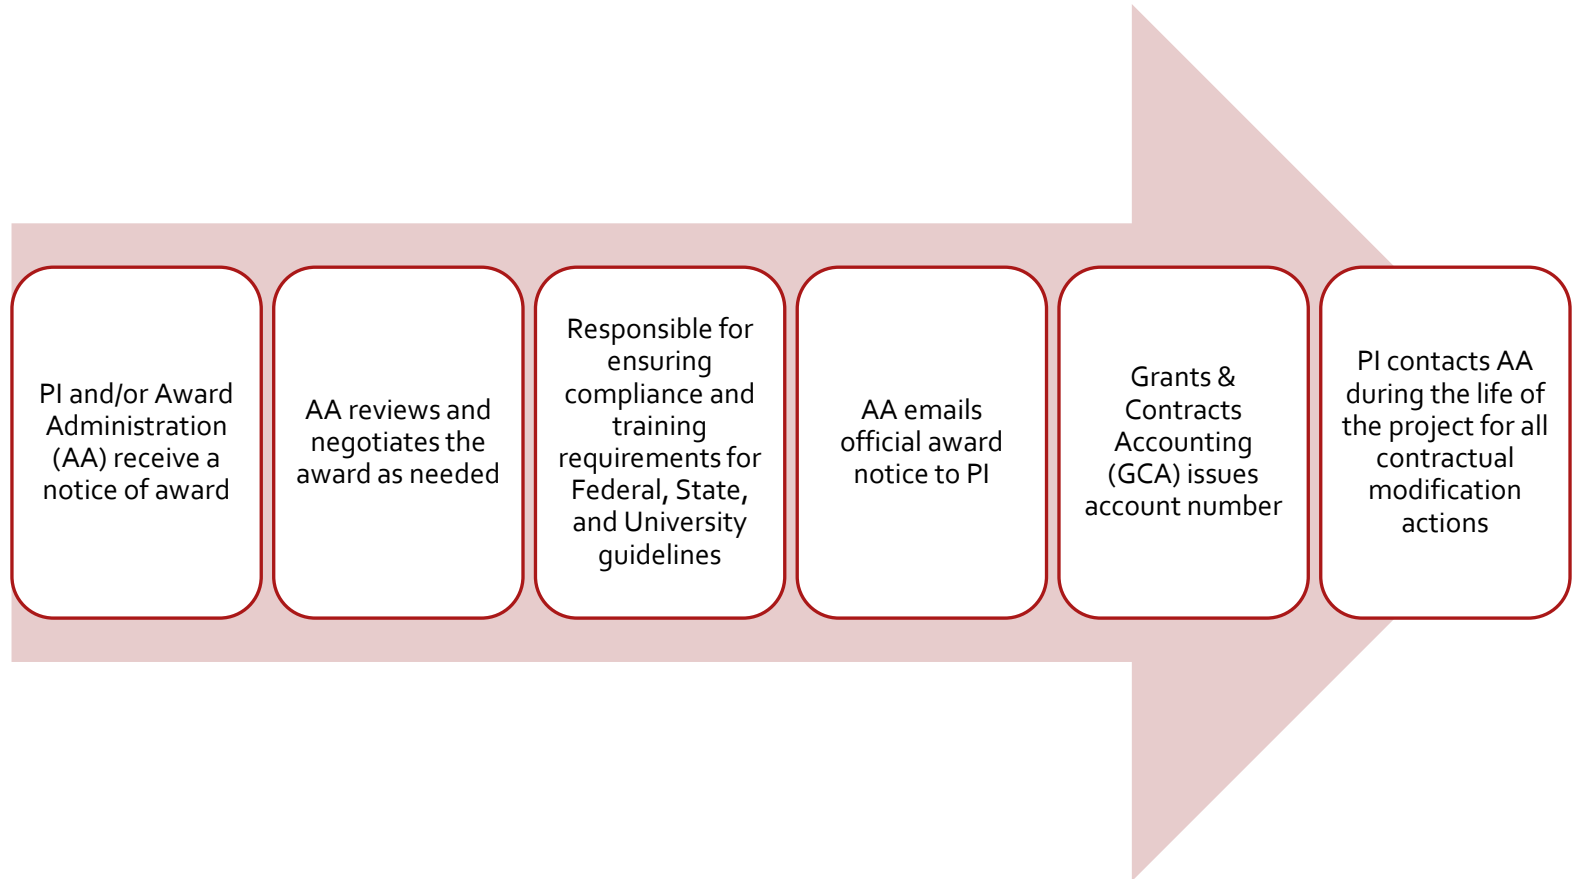 PI and/or Award
Administration
(AA) receive a
notice of award
AA reviews and
negotiates the
award as needed
Responsible for
ensuring
compliance and
training
requirements for
Federal, State,
and University
guidelines
AA emails
official award
notice to PI
Grants &
Contracts
Accounting
(GCA) issues
account number
PI contacts AA
during the life of
the project for all
contractual
modification
actions